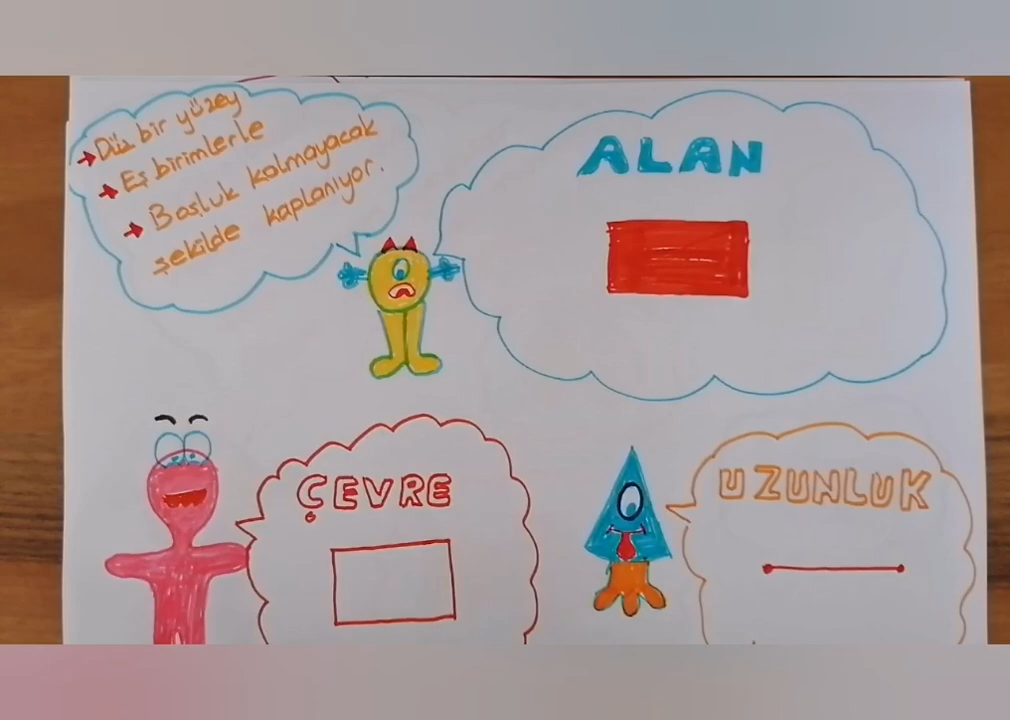 Düz bir yüzey
Eş birimlerle
Boşluk kalmayacak
şekilde kaplanıyor.
ALAN
ÇEVRE
UZUNLUK